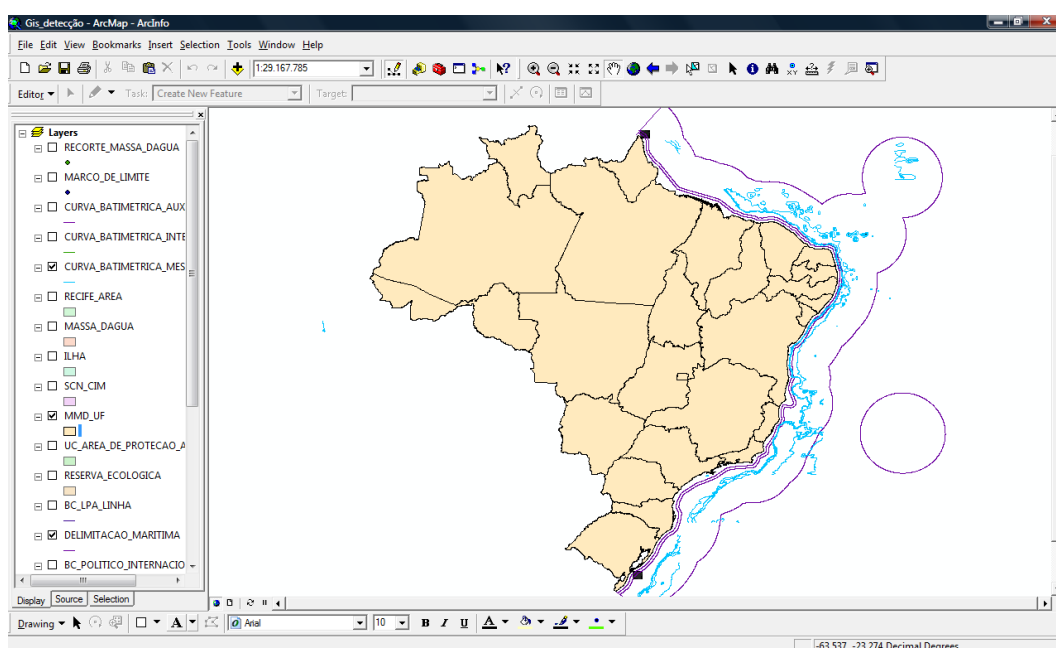 Gis_detecção - ArcMap - ArcInfo
File Edit View Bookmarks Insert Selection Tools Window Help
1:29.167.785
Editor Task: Create New Feature Target:
Layers
RECORTE_MASSA_DAGUA
MARCO_DE_LIMITE
CURVA_BATIMETRICA_AUX
CURVA_BATIMETRICA_INTE
CURVA_BATIMETRICA_MES
RECIFE_AREA
MASSA_DAGUA
ILHA
SCN_CIM
MMD_UF
UC_AREA_DE_PROTECAO_A
RESERVA_ECOLOGICA
BC_LPA_LINHA
DELIMITACAO_MARITIMA
BC_POLITICO_INTERNACIO
Display Source Selection
Drawing A Arial 10 B I U A
-63,537 -23,274 Decimal Degrees